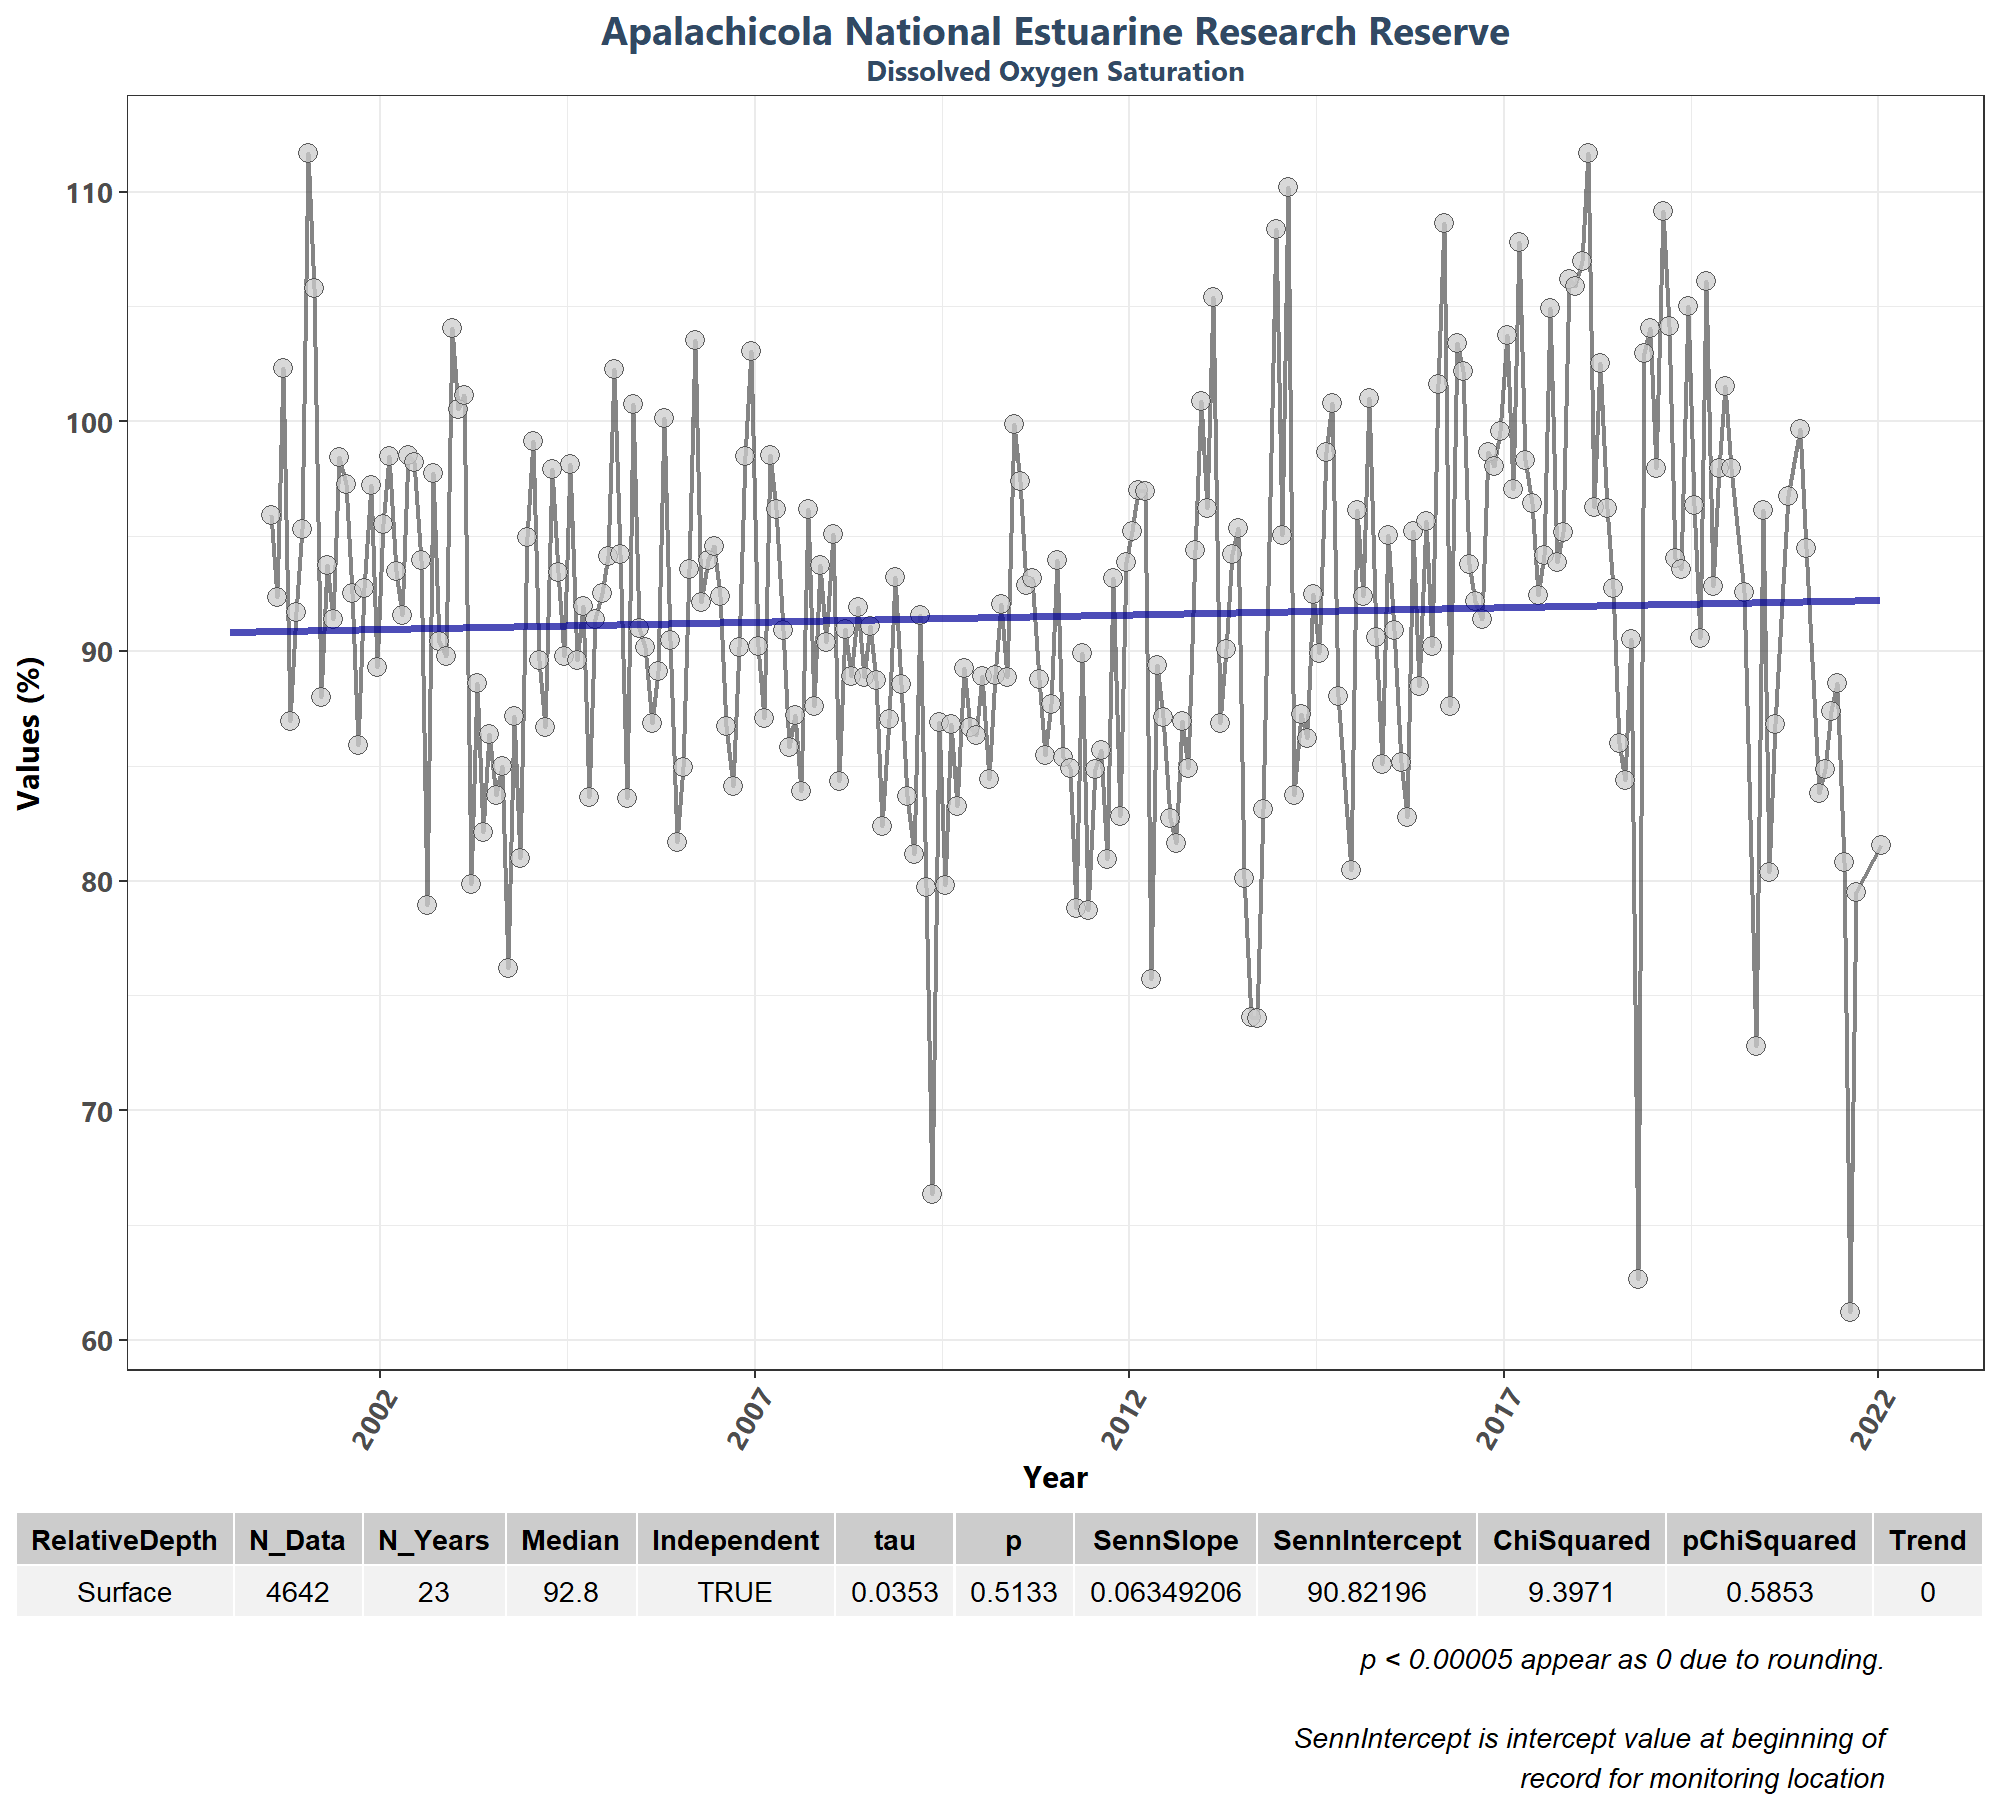 Apalachicola National Estuarine Research Reserve
Dissolved Oxygen Saturation
110
100
90
80
70
60
Values (%)
2002 2007 2012 2017 2022
Year
RelativeDepth N_Data N_Years Median Independent tau p SennSlope SennIntercept ChiSquared pChiSquared Trend
Surface 4642 23 92.8 TRUE 0.0353 0.5133 0.06349206 90.82196 9.3971 0.5853 0
p < 0.00005 appear as 0 due to rounding.
SennIntercept is intercept value at beginning of
record for monitoring location